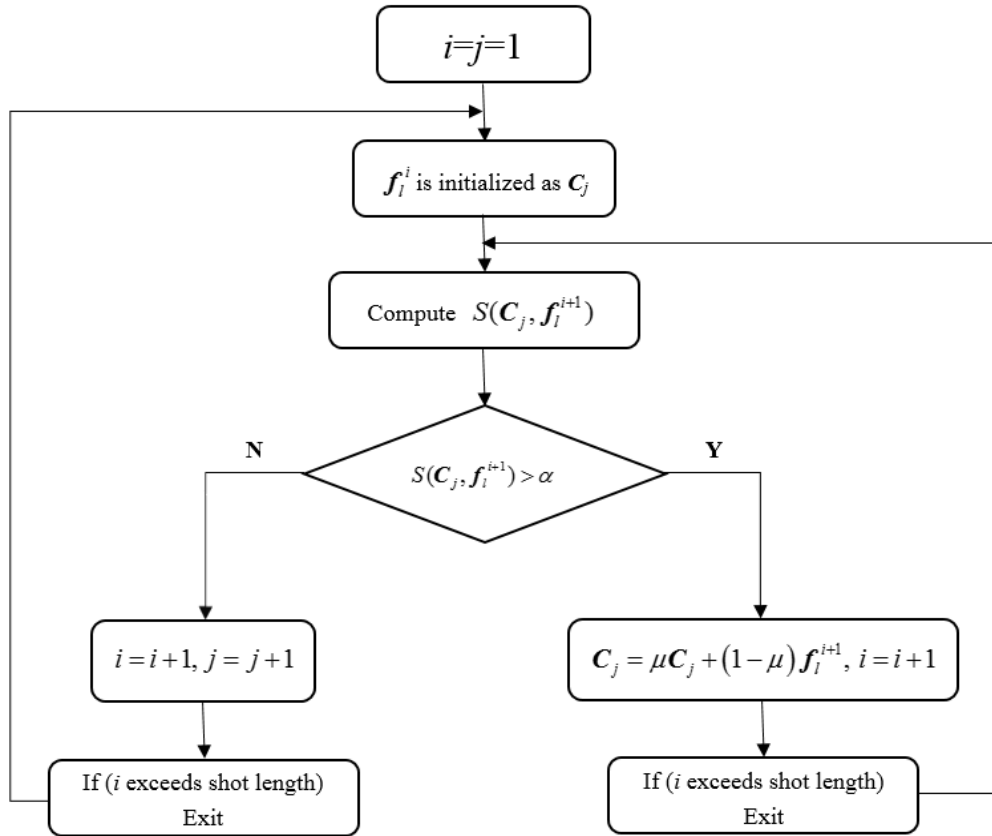 i=j=1
f_l^i is initialized as C_j
Compute S(C_j, f_l^{i+1})
N
Y
S(C_j, f_l^{i+1}) > α
i = i+1, j = j+1
C_j = μC_j + (1−μ) f_l^{i+1}, i = i+1
If (i exceeds shot length)
Exit
If (i exceeds shot length)
Exit